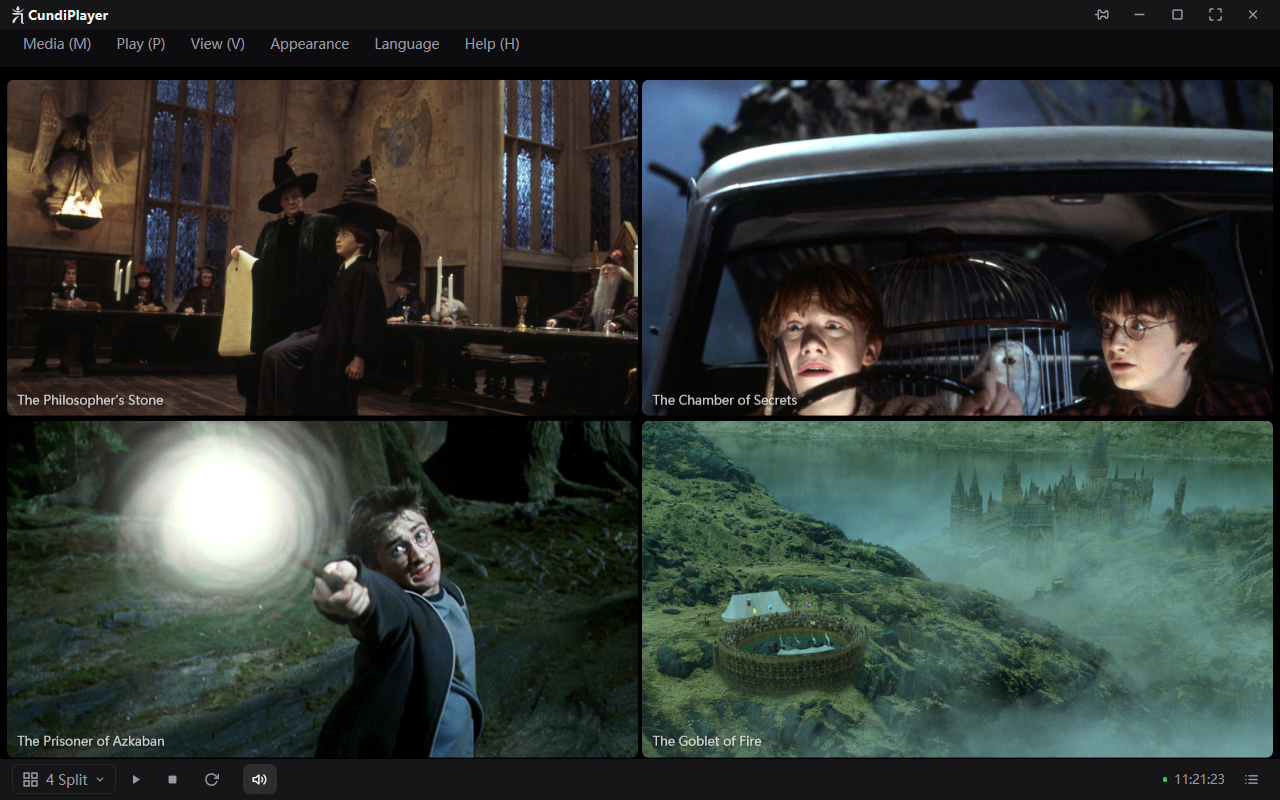 CundiPlayer
Media (M) Play (P) View (V) Appearance Language Help (H)
The Philosopher's Stone
The Chamber of Secrets
The Prisoner of Azkaban
The Goblet of Fire
4 Split
11:21:23